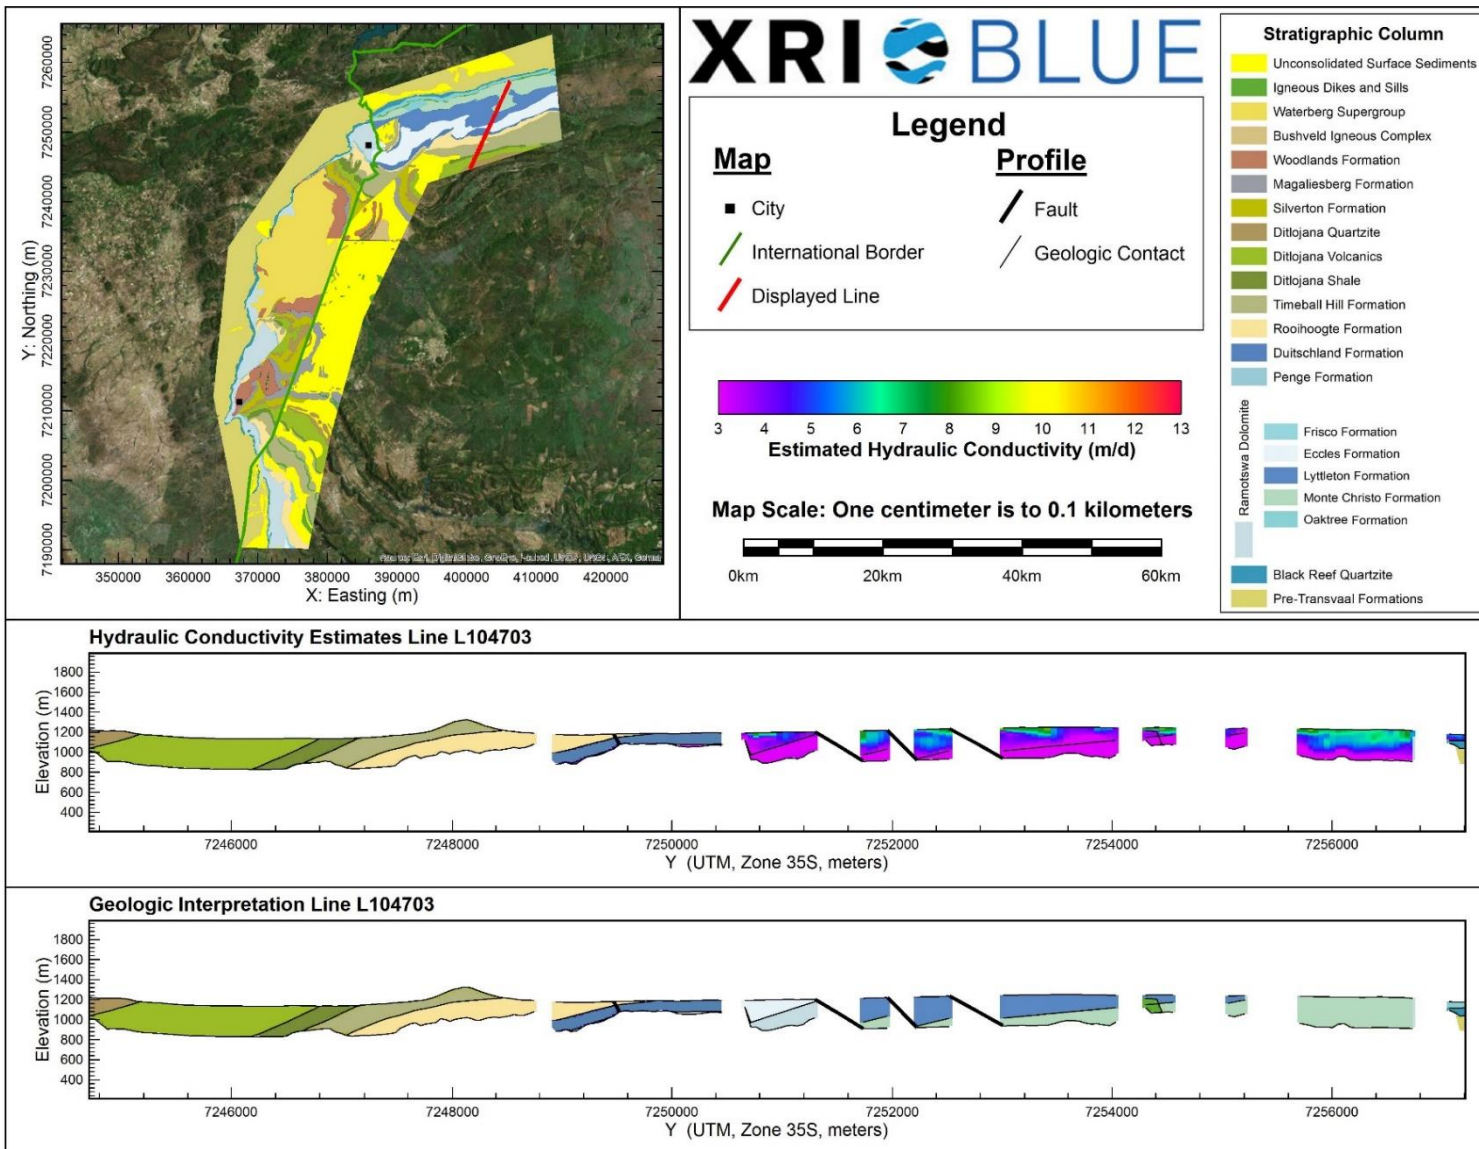 XRI BLUE
7260000
7250000
7240000
7230000
7220000
7210000
7200000
7190000
Y: Northing (m)
350000
360000
370000
380000
390000
400000
410000
420000
X: Easting (m)
Legend
Map
City
International Border
Displayed Line
Profile
Fault
Geologic Contact
3 4 5 6 7 8 9 10 11 12 13
Estimated Hydraulic Conductivity (m/d)
Map Scale: One centimeter is to 0.1 kilometers
0km 20km 40km 60km
Stratigraphic Column
Unconsolidated Surface Sediments
Igneous Dikes and Sills
Waterberg Supergroup
Bushveld Igneous Complex
Woodlands Formation
Magaliesberg Formation
Silverton Formation
Ditlojana Quartzite
Ditlojana Volcanics
Ditlojana Shale
Timeball Hill Formation
Rooihoogte Formation
Duitschland Formation
Penge Formation
Ramotswa Dolomite
Frisco Formation
Eccles Formation
Lyttleton Formation
Monte Christo Formation
Oaktree Formation
Black Reef Quartzite
Pre-Transvaal Formations
Hydraulic Conductivity Estimates Line L104703
1800
1600
1400
1200
1000
800
600
400
Elevation (m)
7246000 7248000 7250000 7252000 7254000 7256000
Y (UTM, Zone 35S, meters)
Geologic Interpretation Line L104703
1800
1600
1400
1200
1000
800
600
400
Elevation (m)
7246000 7248000 7250000 7252000 7254000 7256000
Y (UTM, Zone 35S, meters)